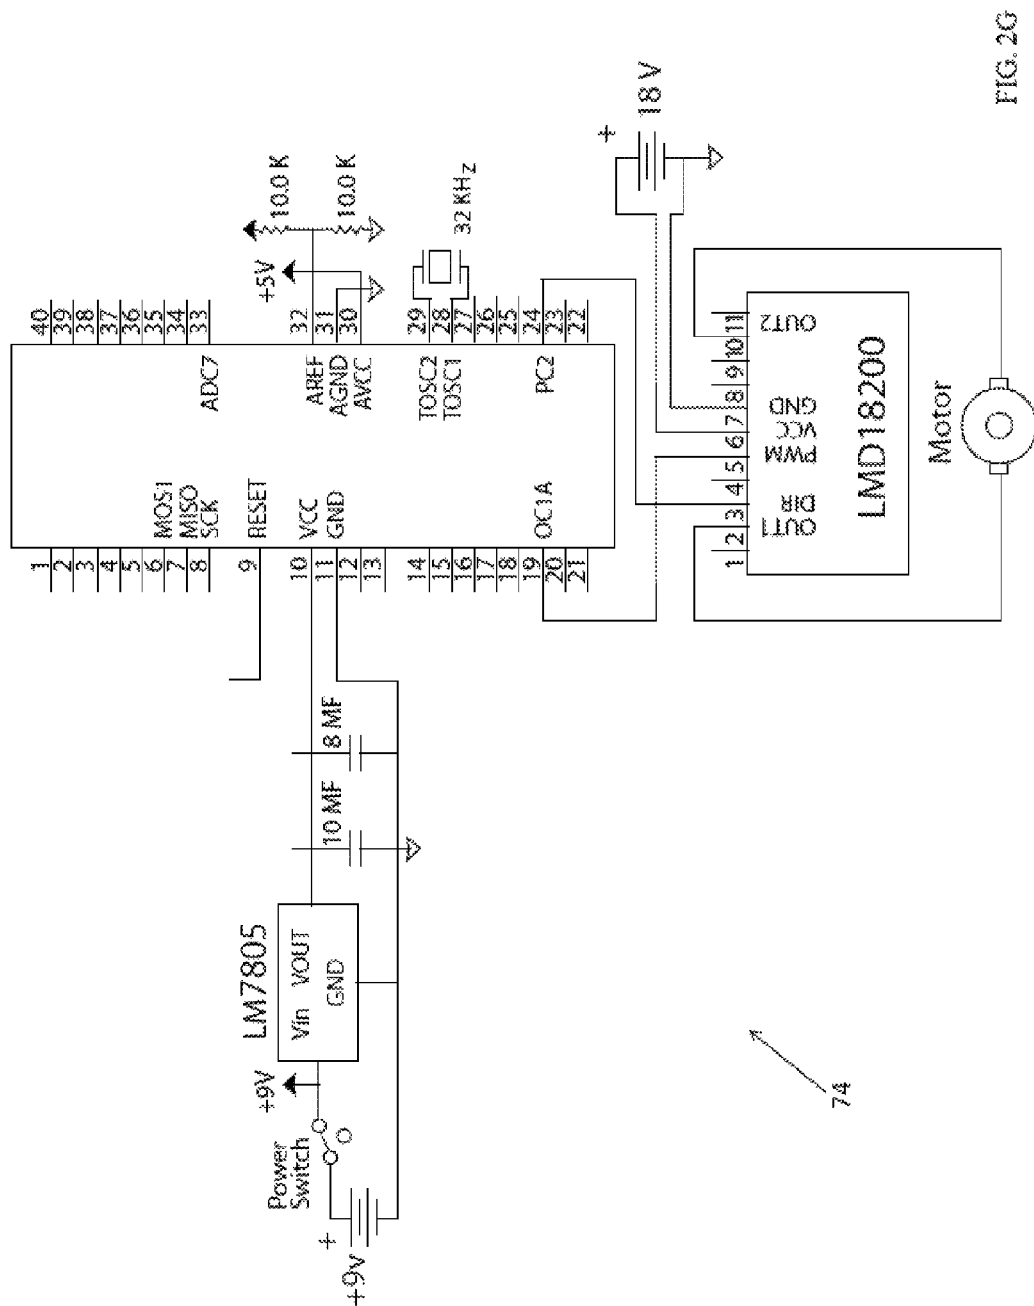 40
39
38
37
36
35
34
33
ADC7
+5V
10.0 K
10.0 K
32
31
30
AREF
AGND
AVCC
29
28
27
26
25
24
23
22
TOSC2
TOSC1
PC2
32 KHz
1
2
3
4
5
6
7
8
MOS1
MISO
SCK
9
RESET
10
11
12
13
VCC
GND
14
15
16
17
18
19
20
21
OC1A
LM7805
Vin
VOUT
GND
+9V
Power
Switch
+
+9v
10 MF
8 MF
+
18 V
1
2
3
4
5
6
7
8
9
10
11
OUT1
DIR
PWM
VCC
GND
OUT2
LMD18200
Motor
74
FIG. 2G